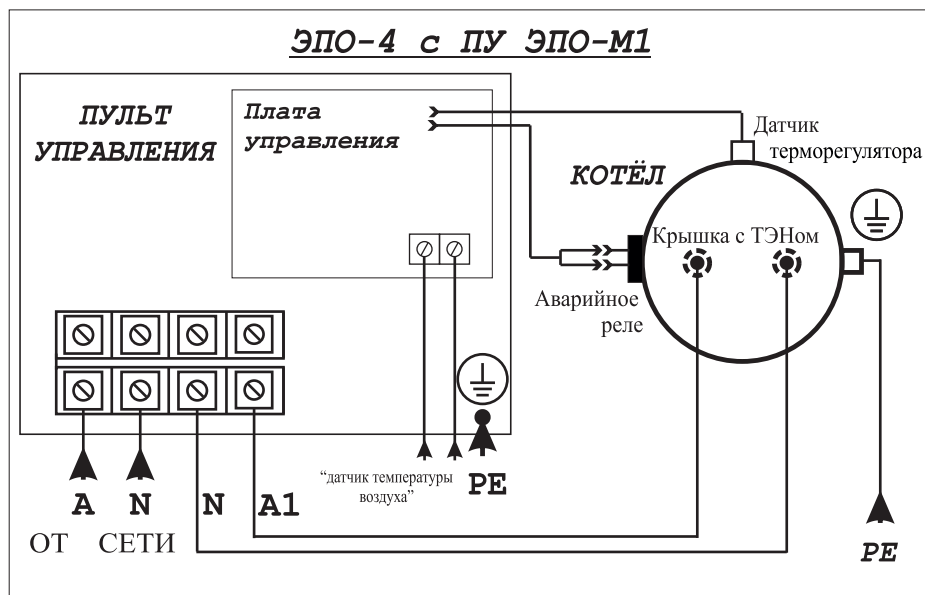 ЭПО-4 с ПУ ЭПО-М1
ПУЛЬТ
УПРАВЛЕНИЯ
Плата
управления
Датчик
терморегулятора
КОТЁЛ
Крышка с ТЭНом
Аварийное
реле
A N N A1
ОТ СЕТИ
“датчик температуры
воздуха”
PE
PE